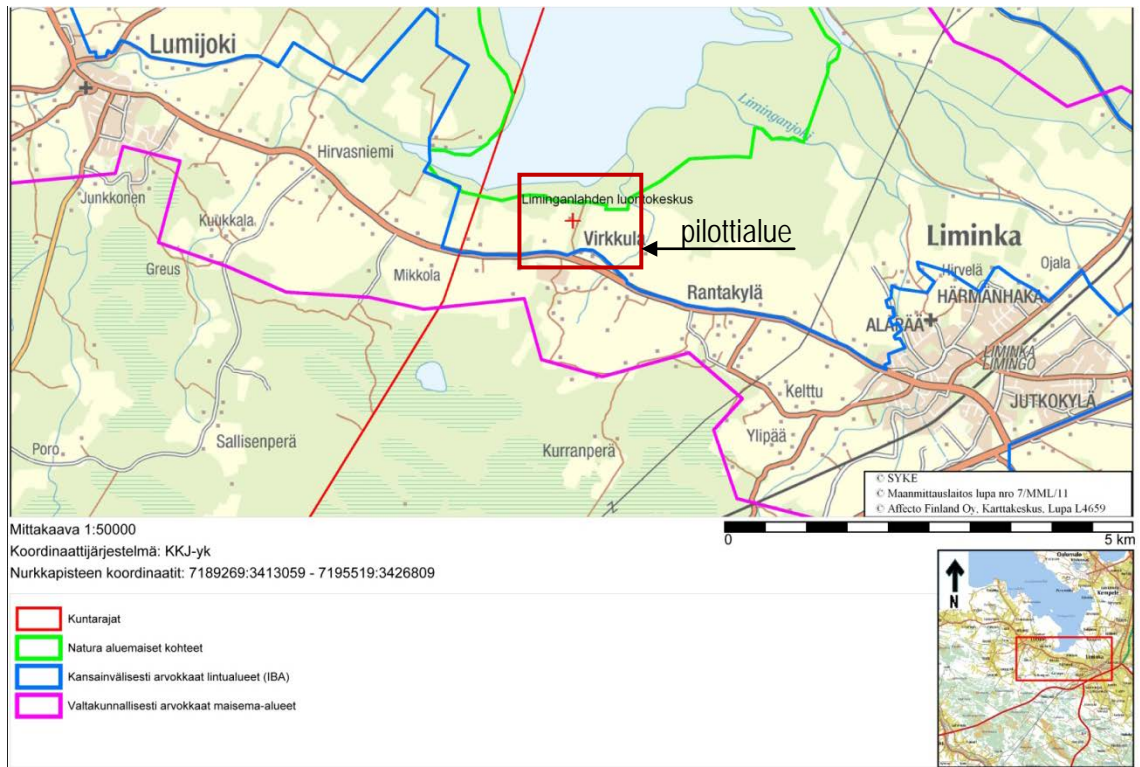 Lumijoki
Liminganjoki
Hirvasniemi
Junkkonen
Liminganlahden luontokeskus
Kuukkala
Virkkula
pilottialue
Liminka
Greus
Mikkola
Hirvelä
Ojala
Rantakylä
HÄRMÄNHAKA
ALAPÄÄ
LIMINKA
LIMINGO
Kelttu
JUTKOKYLÄ
Poro
Sallisenperä
Kurranperä
Ylipää
© SYKE
© Maanmittauslaitos lupa nro 7/MML/11
© Affecto Finland Oy, Karttakeskus, Lupa L4659
Mittakaava 1:50000
0
5 km
Koordinaattijärjestelmä: KKJ-yk
Nurkkapisteen koordinaatit: 7189269:3413059 - 7195519:3426809
N
Kuntarajat
Natura aluemaiset kohteet
Kansainvälisesti arvokkaat lintualueet (IBA)
Valtakunnallisesti arvokkaat maisema-alueet